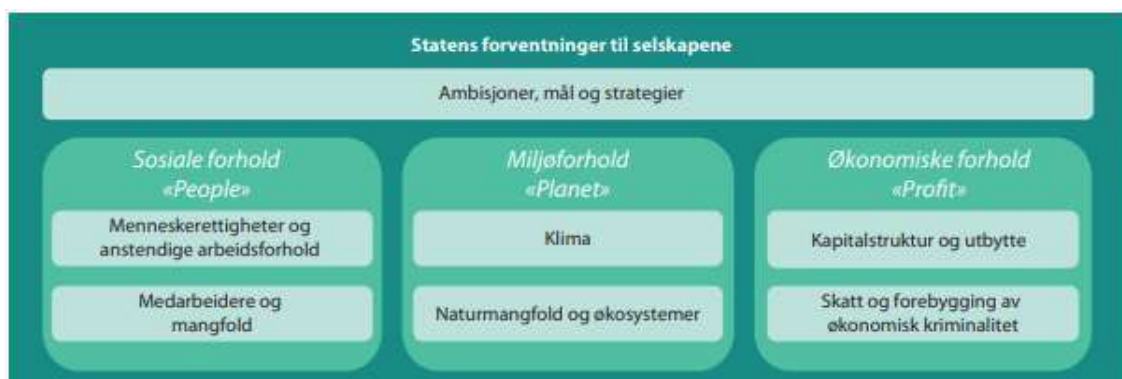 Statens forventninger til selskapene
Ambisjoner, mål og strategier
Sosiale forhold
«People»
Menneskerettigheter og
anstendige arbeidsforhold
Medarbeidere og
mangfold
Miljøforhold
«Planet»
Klima
Naturmangfold og økosystemer
Økonomiske forhold
«Profit»
Kapitalstruktur og utbytte
Skatt og forebygging av
økonomisk kriminalitet